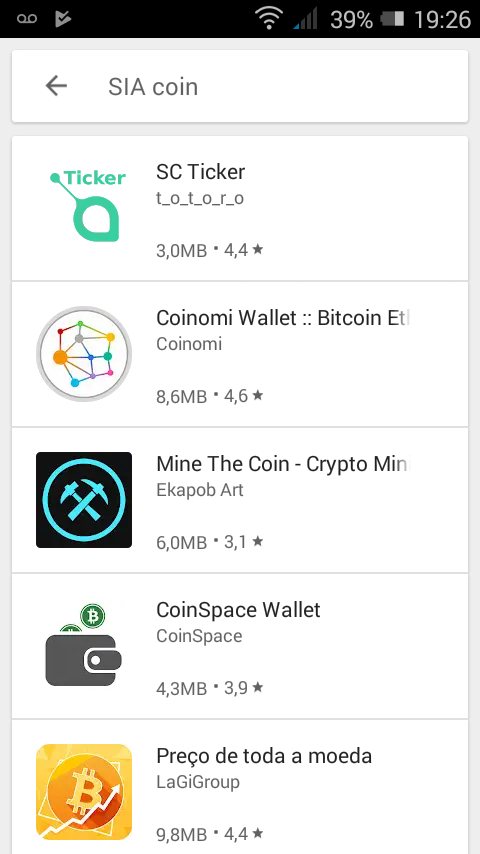 39% 19:26
SIA coin
Ticker
SC Ticker
t_o_t_o_r_o
3,0MB • 4,4 ★
Coinomi Wallet :: Bitcoin Et
Coinomi
8,6MB • 4,6 ★
Mine The Coin - Crypto Min
Ekapob Art
6,0MB • 3,1 ★
CoinSpace Wallet
CoinSpace
4,3MB • 3,9 ★
Preço de toda a moeda
LaGiGroup
9,8MB • 4,4 ★